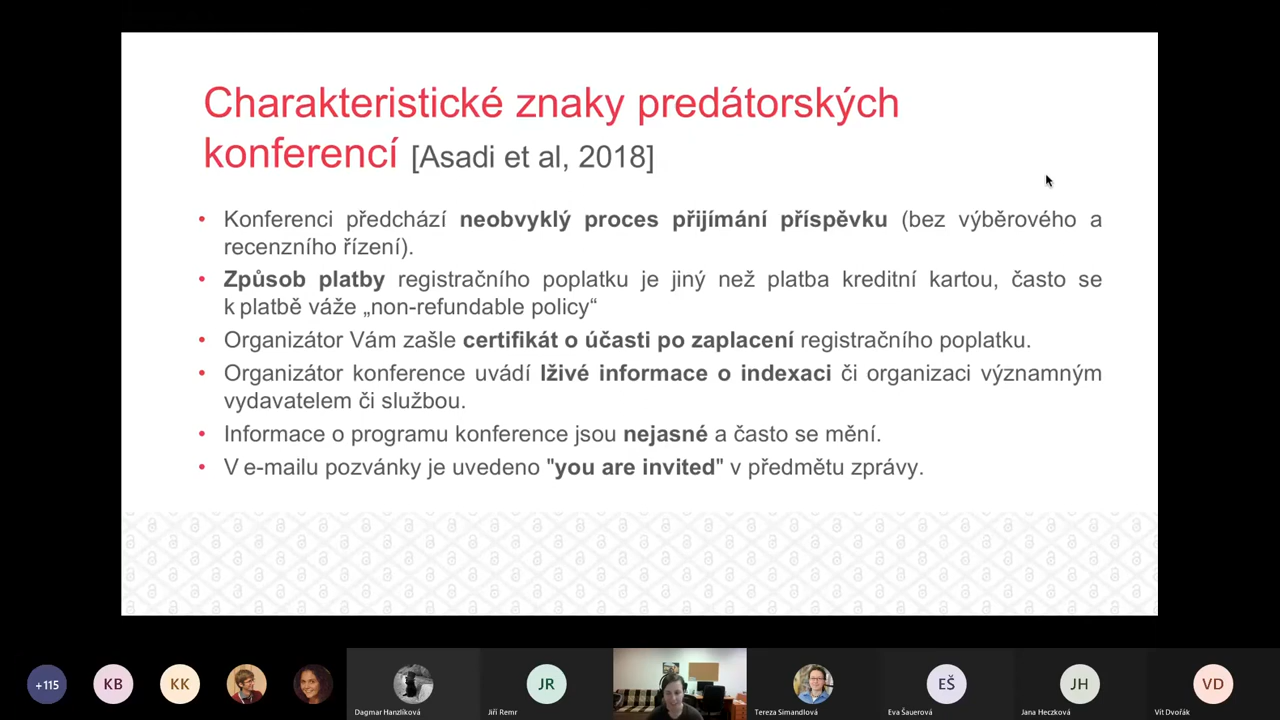 Charakteristické znaky predátorských
konferencí [Asadi et al, 2018]
• Konferenci předchází neobvyklý proces přijímání příspěvku (bez výběrového a
recenzního řízení).
• Způsob platby registračního poplatku je jiný než platba kreditní kartou, často se
k platbě váže „non-refundable policy“
• Organizátor Vám zašle certifikát o účasti po zaplacení registračního poplatku.
• Organizátor konference uvádí lživé informace o indexaci či organizaci významným
vydavatelem či službou.
• Informace o programu konference jsou nejasné a často se mění.
• V e-mailu pozvánky je uvedeno "you are invited" v předmětu zprávy.
+115
KB
KK
JR
EŠ
JH
VD
Dagmar Hanzlíková
Jiří Remr
Tereza Simandlová
Eva Šauerová
Jana Heczková
Vít Dvořák